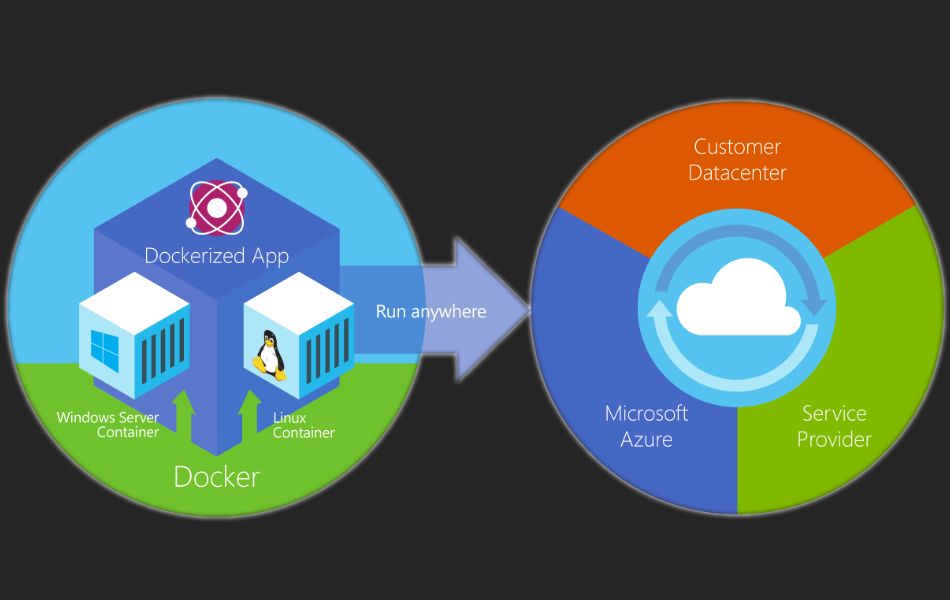 Dockerized App
Windows Server
Container
Linux
Container
Docker
Run anywhere
Customer
Datacenter
Microsoft
Azure
Service
Provider